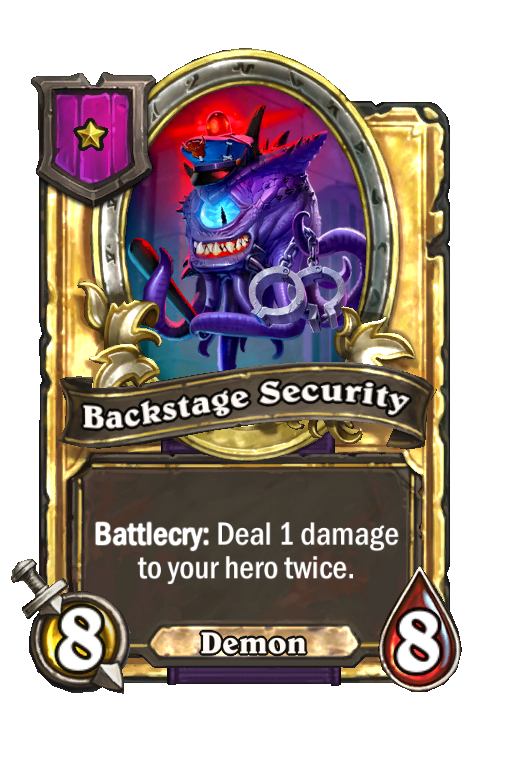 Backstage Security
Battlecry: Deal 1 damage
to your hero twice.
8
Demon
8